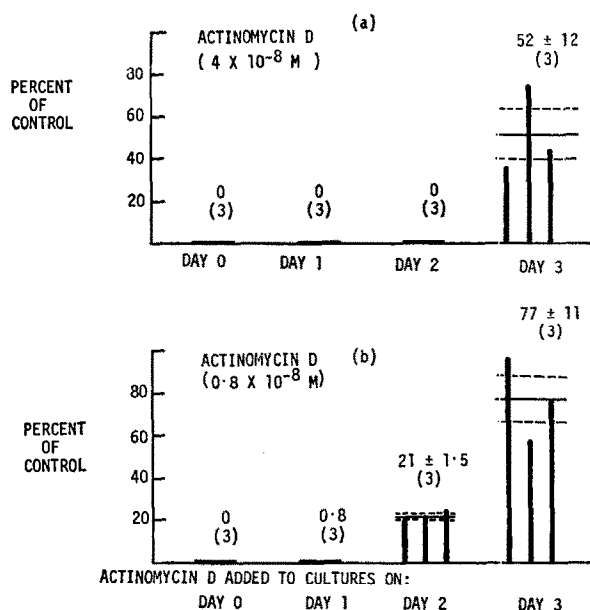 (a)
ACTINOMYCIN D
(4 X 10-8 M )
52 ± 12
(3)
PERCENT
OF
CONTROL
80
60
40
20
0
(3)
0
(3)
0
(3)
DAY 0 DAY 1 DAY 2 DAY 3
(b)
ACTINOMYCIN D
(0·8 X 10-8 M)
77 ± 11
(3)
PERCENT
OF
CONTROL
80
60
40
20
0
(3)
0·8
(3)
21 ± 1·5
(3)
ACTINOMYCIN D ADDED TO CULTURES ON:
DAY 0 DAY 1 DAY 2 DAY 3